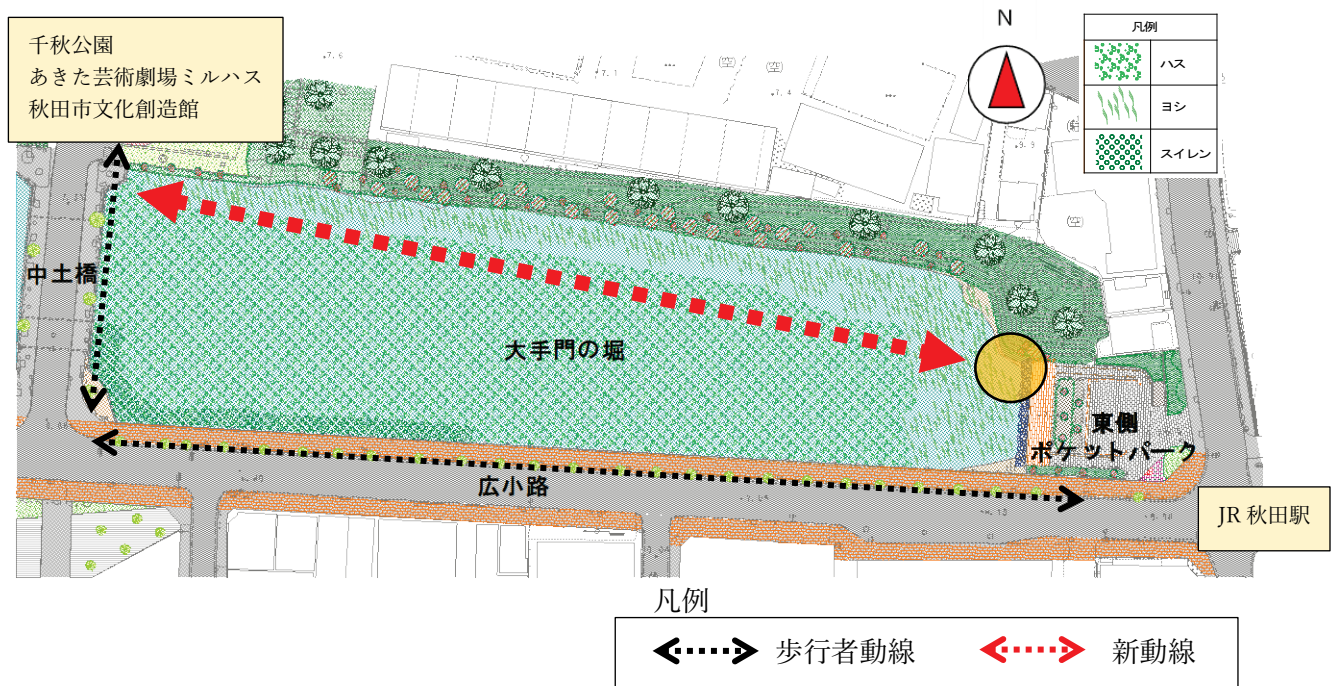 千秋公園
あきた芸術劇場ミルハス
秋田市文化創造館
N
凡例
ハス
ヨシ
スイレン
中土橋
大手門の堀
東側
ポケットパーク
広小路
JR 秋田駅
凡例
歩行者動線
新動線